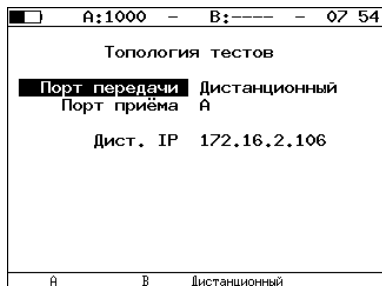 A:1000 – B:---- – 07 54
Топология тестов
Порт передачи Дистанционный
Порт приёма A
Дист. IP 172.16.2.106
A B Дистанционный